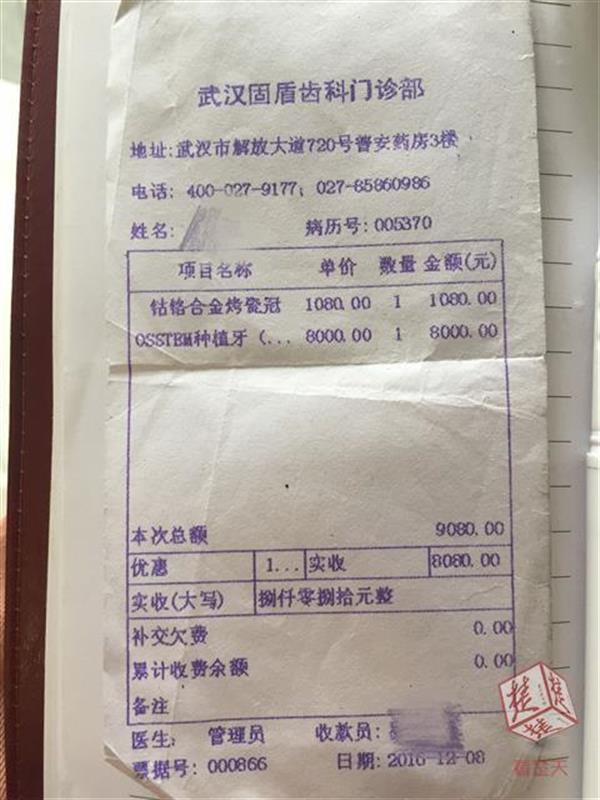 武汉固盾齿科门诊部
地址:武汉市解放大道720号普安药房3楼
电话: 400-027-9177; 027-85860986
姓名: 病历号: 005370
项目名称 单价 数量 金额(元)
钴铬合金烤瓷冠 1080.00 1 1080.00
OSSTEM种植牙 (... 8000.00 1 8000.00
本次总额 9080.00
优惠 1... 实收 8080.00
实收(大写) 捌仟零捌拾元整
补交欠费 0.00
累计收费余额 0.00
备注
医生: 管理员 收款员:
票据号: 000866 日期: 2016-12-08
看楚天